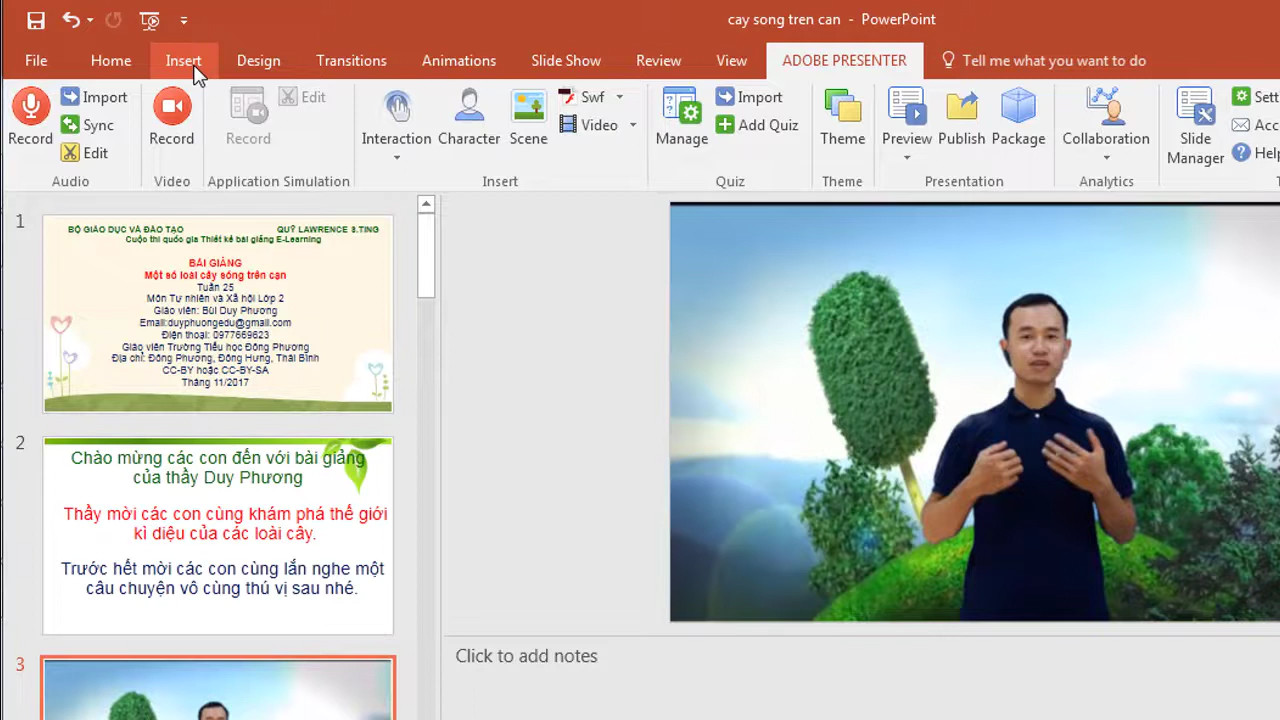 cay song tren can - PowerPoint
File Home Insert Design Transitions Animations Slide Show Review View ADOBE PRESENTER Tell me what you want to do
Record Import Sync Edit
Audio
Record
Video
Record Edit
Application Simulation
Interaction Character Scene Swf Video
Insert
Manage Import Add Quiz
Quiz
Theme
Theme
Preview Publish Package
Presentation
Collaboration
Analytics
Slide Manager
1
BỘ GIÁO DỤC VÀ ĐÀO TẠO QUỸ LAWRENCE S.TING
Cuộc thi quốc gia Thiết kế bài giảng E-Learning
BÀI GIẢNG
Một số loài cây sống trên cạn
Tuần 25
Môn Tự nhiên và Xã hội Lớp 2
Giáo viên: Bùi Duy Phương
Email:duyphuongedu@gmail.com
Điện thoại: 0977669623
Giáo viên Trường Tiểu học Đông Phương
Địa chỉ: Đông Phương, Đông Hưng, Thái Bình
CC-BY hoặc CC-BY-SA
Tháng 11/2017
2
Chào mừng các con đến với bài giảng
của thầy Duy Phương
Thầy mời các con cùng khám phá thế giới
kì diệu của các loài cây.
Trước hết mời các con cùng lắn nghe một
câu chuyện vô cùng thú vị sau nhé.
3
Click to add notes